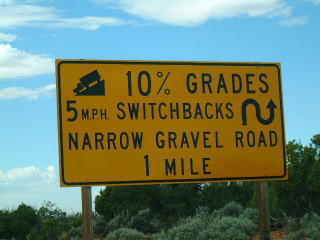 10% GRADES
5 M.P.H. SWITCHBACKS
NARROW GRAVEL ROAD
1 MILE